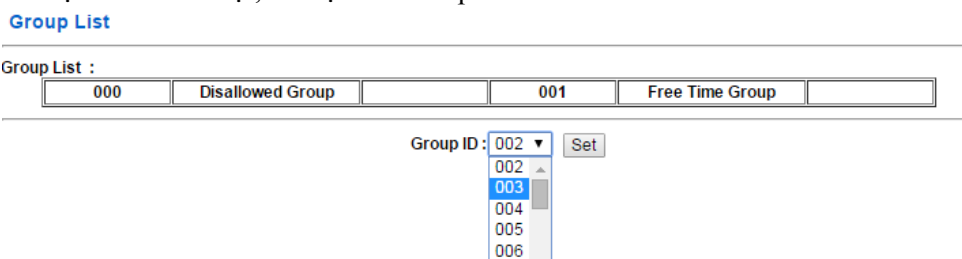 Group List
Group List :
000 Disallowed Group 001 Free Time Group
Group ID : 002 ▼ Set
002
003
004
005
006